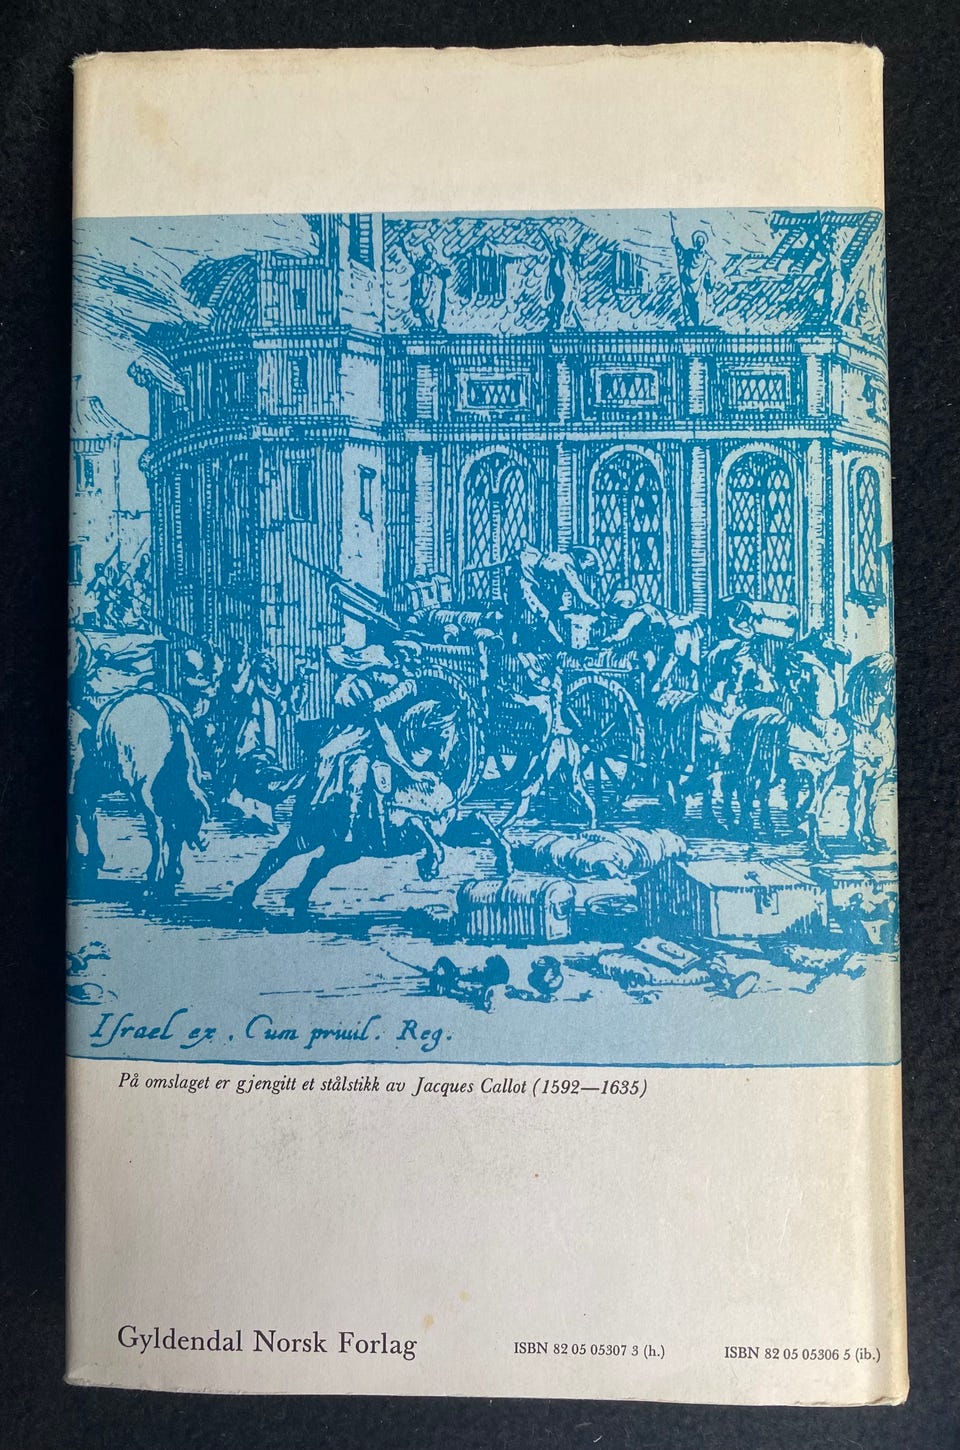 Israel ex. Cum priuil. Reg.
På omslaget er gjengitt et stålstikk av Jacques Callot (1592—1635)
Gyldendal Norsk Forlag
ISBN 82 05 05307 3 (h.)
ISBN 82 05 05306 5 (ib.)